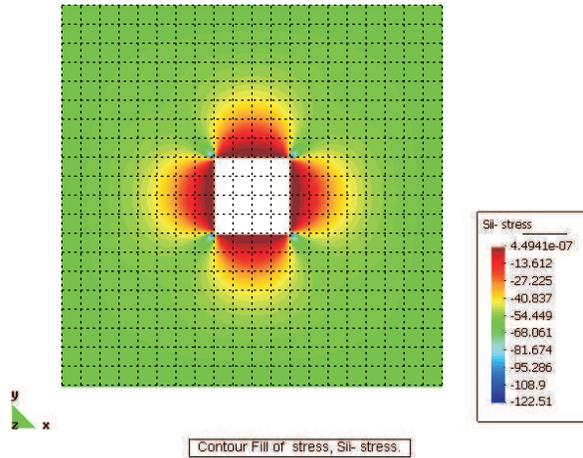 Sii- stress
4.4941e-07
-13.612
-27.225
-40.837
-54.449
-68.061
-81.674
-95.286
-108.9
-122.51
y
z x
Contour Fill of stress, Sii- stress.